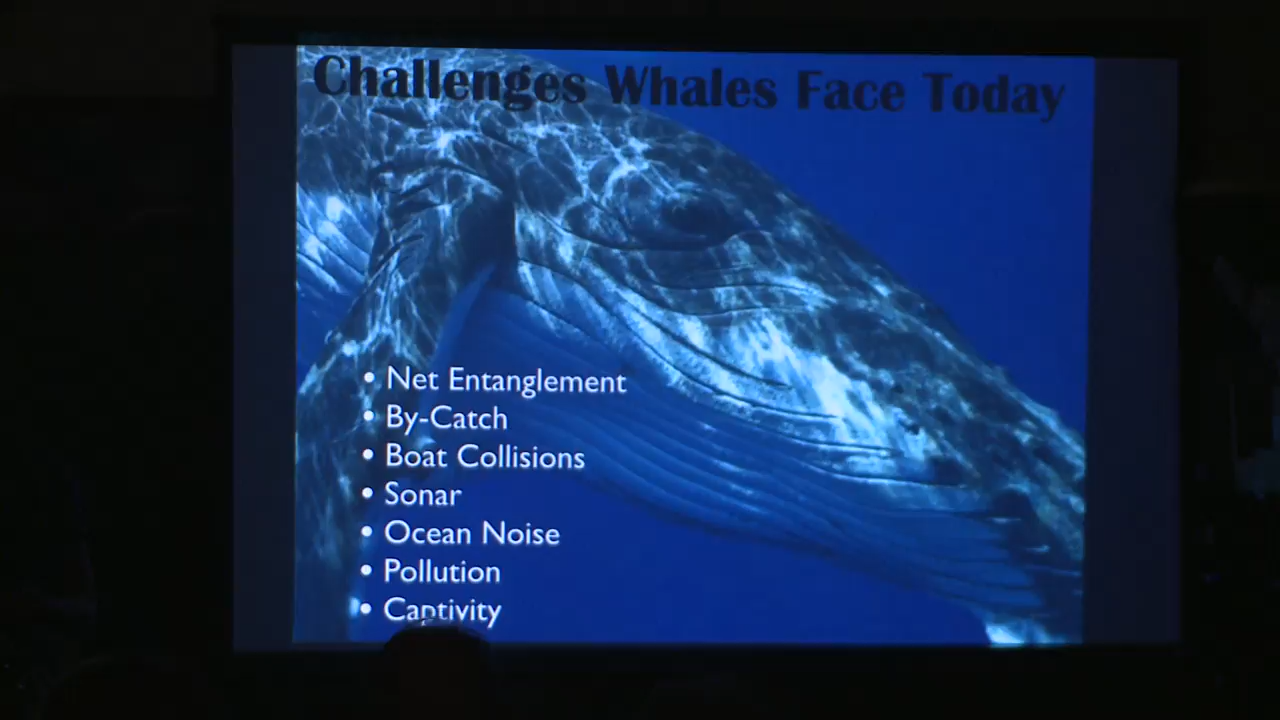 Challenges Whales Face Today
• Net Entanglement
• By-Catch
• Boat Collisions
• Sonar
• Ocean Noise
• Pollution
• Captivity